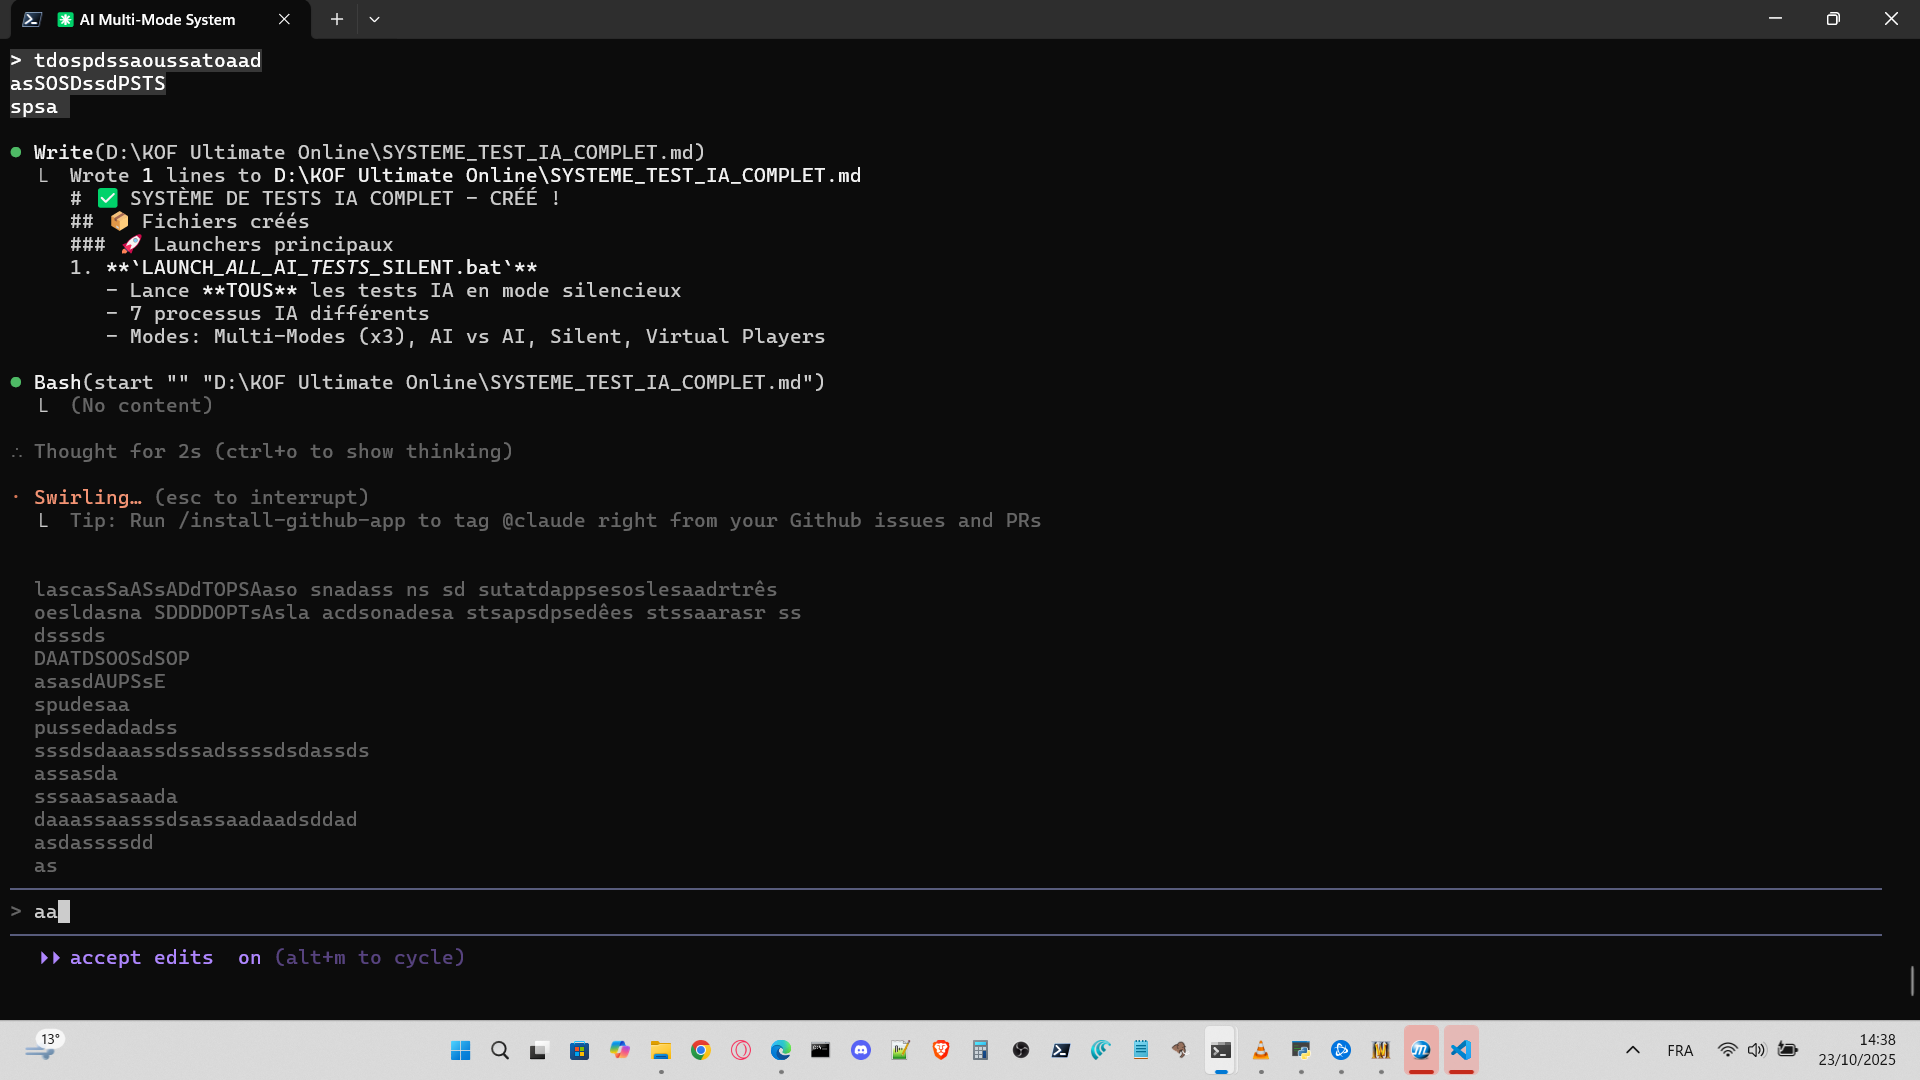 AI Multi-Mode System
> tdospdssaoussatoaad
asSOSDssdPSTS
spsa
● Write(D:\KOF Ultimate Online\SYSTEME_TEST_IA_COMPLET.md)
Wrote 1 lines to D:\KOF Ultimate Online\SYSTEME_TEST_IA_COMPLET.md
# ✅ SYSTÈME DE TESTS IA COMPLET - CRÉÉ !
## 📦 Fichiers créés
### 🚀 Launchers principaux
1. **`LAUNCH_ALL_AI_TESTS_SILENT.bat`**
- Lance **TOUS** les tests IA en mode silencieux
- 7 processus IA différents
- Modes: Multi-Modes (x3), AI vs AI, Silent, Virtual Players
● Bash(start "" "D:\KOF Ultimate Online\SYSTEME_TEST_IA_COMPLET.md")
(No content)
∴ Thought for 2s (ctrl+o to show thinking)
· Swirling… (esc to interrupt)
Tip: Run /install-github-app to tag @claude right from your Github issues and PRs
lascasSaASsADdTOPSAaso snadass ns sd sutatdappsesoslesaadrtrês
oesldasna SDDDDOPTsAsla acdsonadesa stsapsdpsedêes stssaarasr ss
dsssds
DAATDSOOSdSOP
asasdAUPSsE
spudesaa
pussedadadss
sssdsdaaassdssadssssdsdassds
assasda
sssaasasaada
daaassaasssdsassaadaadsddad
asdassssdd
as
> aa
accept edits on (alt+m to cycle)
13°
FRA
14:38
23/10/2025